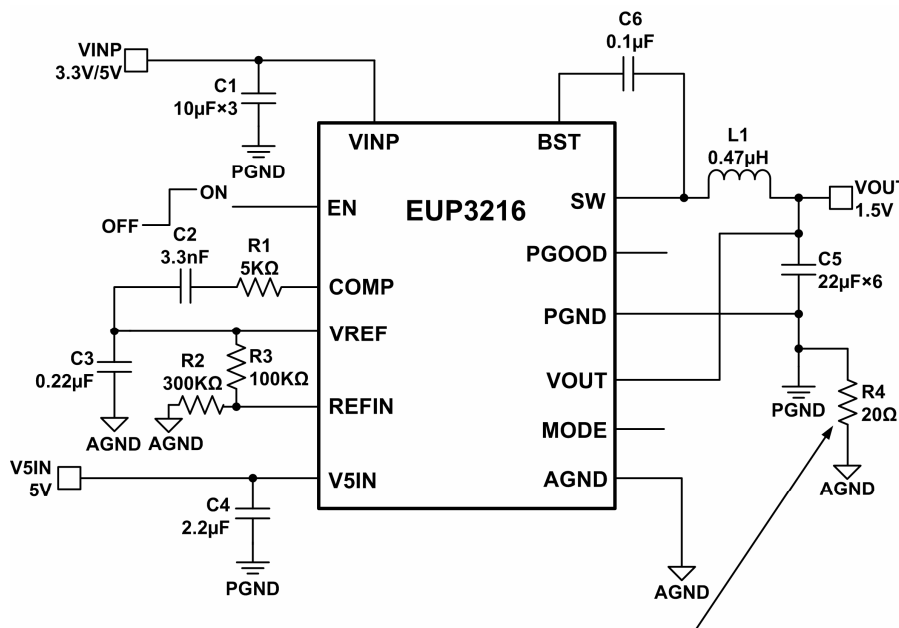 C6
0.1µF
VINP
3.3V/5V
C1
10µF×3
PGND
VINP
BST
L1
0.47µH
ON
OFF
EN
EUP3216
SW
VOUT
1.5V
C2
3.3nF
R1
5KΩ
COMP
PGOOD
C5
22µF×6
VREF
PGND
C3
0.22µF
R2
300KΩ
R3
100KΩ
VOUT
PGND
R4
20Ω
REFIN
MODE
AGND
AGND
V5IN
5V
V5IN
AGND
AGND
C4
2.2µF
PGND
AGND